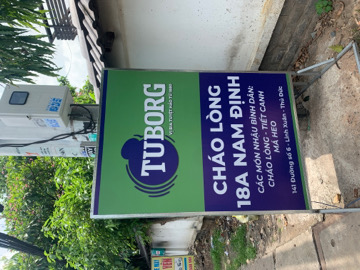 TUBORG
CHÁO LÒNG
18A NAM ĐỊNH
CÁC MÓN NHẬU BÌNH DÂN:
CHÁO LÒNG - TIẾT CANH
MÁ HEO
141 Đường Số 6 - Linh Xuân - Thủ Đức